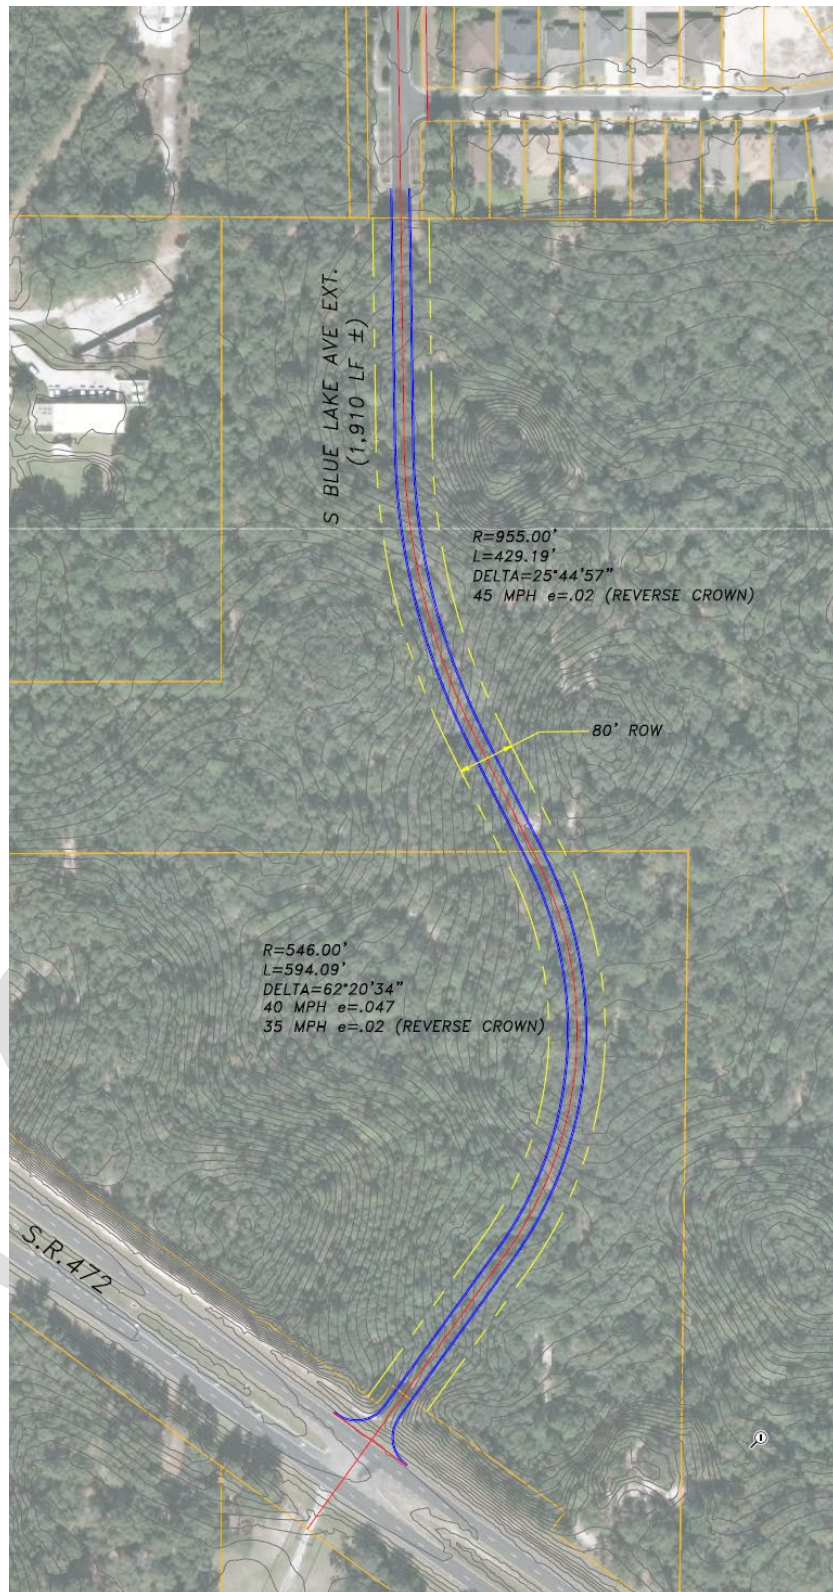 S BLUE LAKE AVE EXT.
(1,910 LF ±)
R=955.00'
L=429.19'
DELTA=25°44'57"
45 MPH e=.02 (REVERSE CROWN)
80' ROW
R=546.00'
L=594.09'
DELTA=62°20'34"
40 MPH e=.047
35 MPH e=.02 (REVERSE CROWN)
S.R.472